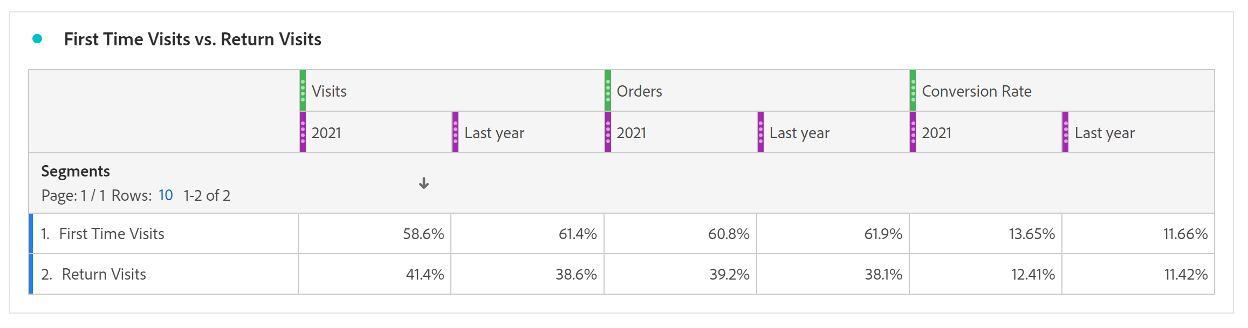 First Time Visits vs. Return Visits
Visits Orders Conversion Rate
2021 Last year 2021 Last year 2021 Last year
Segments
Page: 1 / 1 Rows: 10 1-2 of 2
1. First Time Visits 58.6% 61.4% 60.8% 61.9% 13.65% 11.66%
2. Return Visits 41.4% 38.6% 39.2% 38.1% 12.41% 11.42%